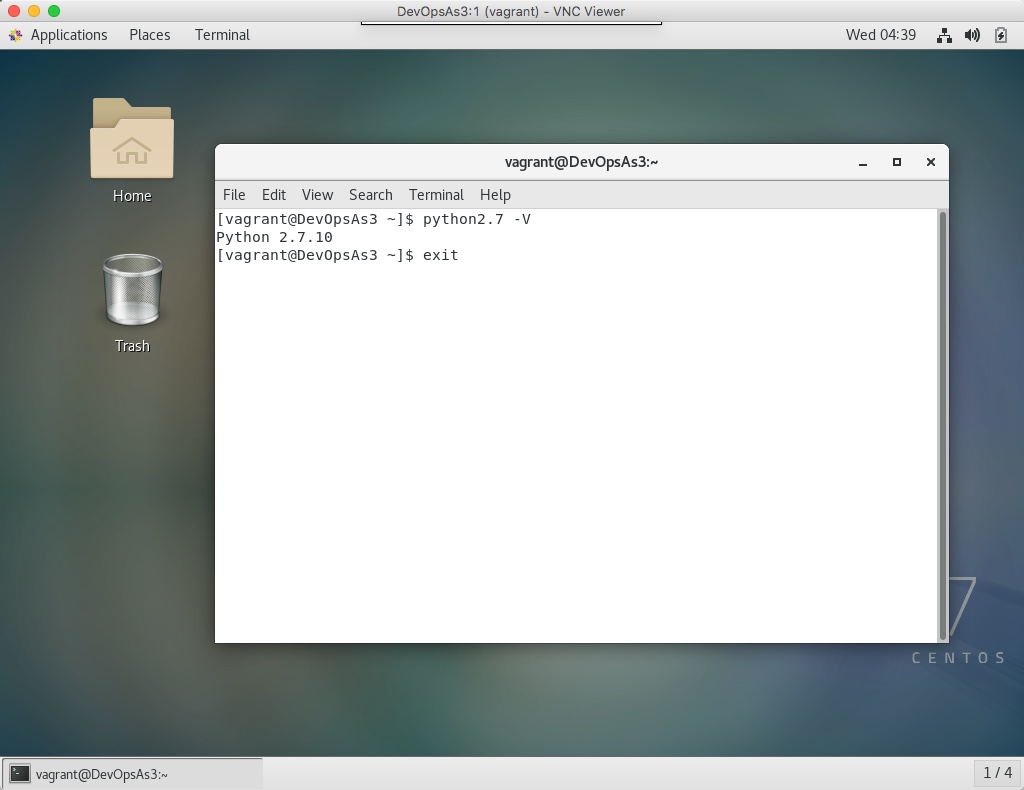 DevOpsAs3:1 (vagrant) - VNC Viewer
Applications Places Terminal Wed 04:39
Home
Trash
vagrant@DevOpsAs3:~
File Edit View Search Terminal Help
[vagrant@DevOpsAs3 ~]$ python2.7 -V
Python 2.7.10
[vagrant@DevOpsAs3 ~]$ exit
7
CENTOS
vagrant@DevOpsAs3:~
1 / 4